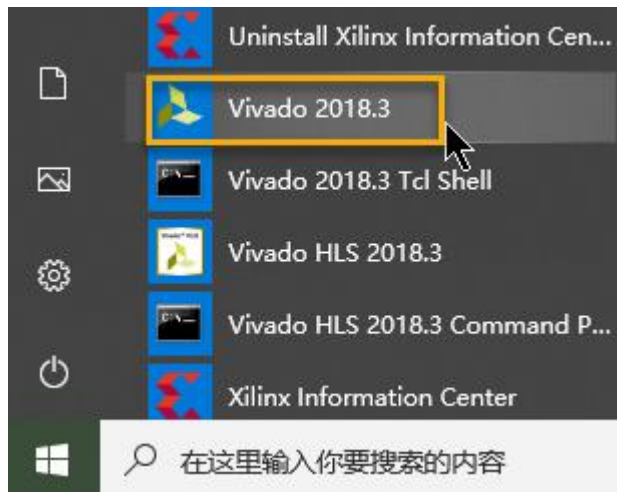 Uninstall Xilinx Information Cen...
Vivado 2018.3
Vivado 2018.3 Tcl Shell
Vivado HLS 2018.3
Vivado HLS 2018.3 Command P...
Xilinx Information Center
在这里输入你要搜索的内容